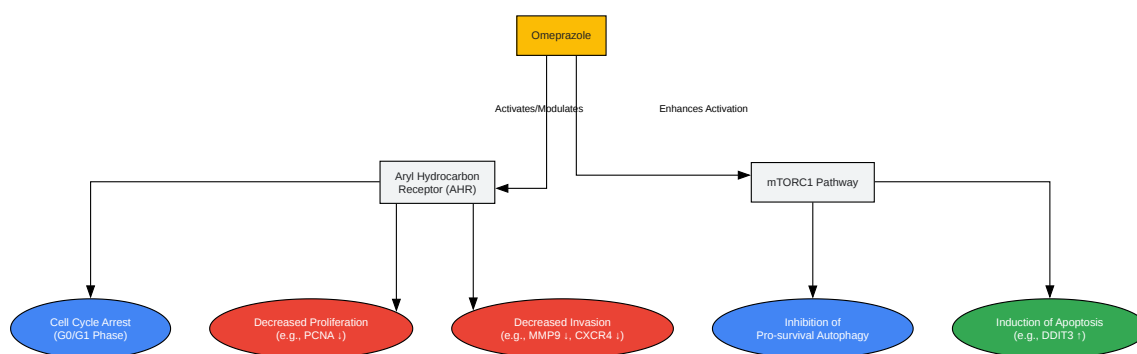 Omeprazole
Activates/Modulates
Enhances Activation
Aryl Hydrocarbon
Receptor (AHR)
mTORC1 Pathway
Cell Cycle Arrest
(G0/G1 Phase)
Decreased Proliferation
(e.g., PCNA ↓)
Decreased Invasion
(e.g., MMP9 ↓, CXCR4 ↓)
Inhibition of
Pro-survival Autophagy
Induction of Apoptosis
(e.g., DDIT3 ↑)